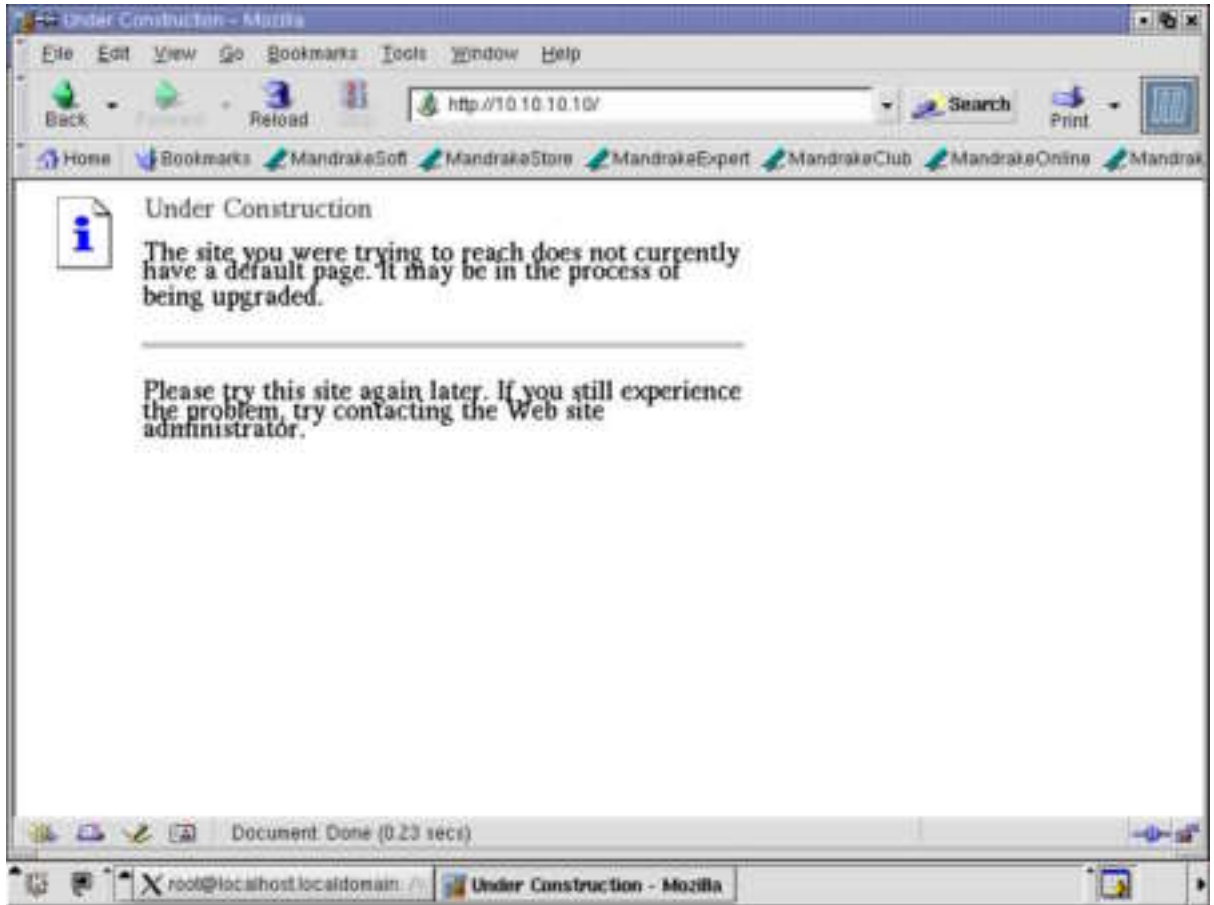 Under Construction - Mozilla
File Edit View Go Bookmarks Tools Window Help
Back Reload http://10.10.10.10/ Search Print
Home Bookmarks MandrakeSoft MandrakeStore MandrakeExpert MandrakeClub MandrakeOnline Mandrak
Under Construction
The site you were trying to reach does not currently
have a default page. It may be in the process of
being upgraded.
Please try this site again later. If you still experience
the problem, try contacting the Web site
administrator.
Document: Done (0.23 secs)
root@localhost.localdomain: Under Construction - Mozilla